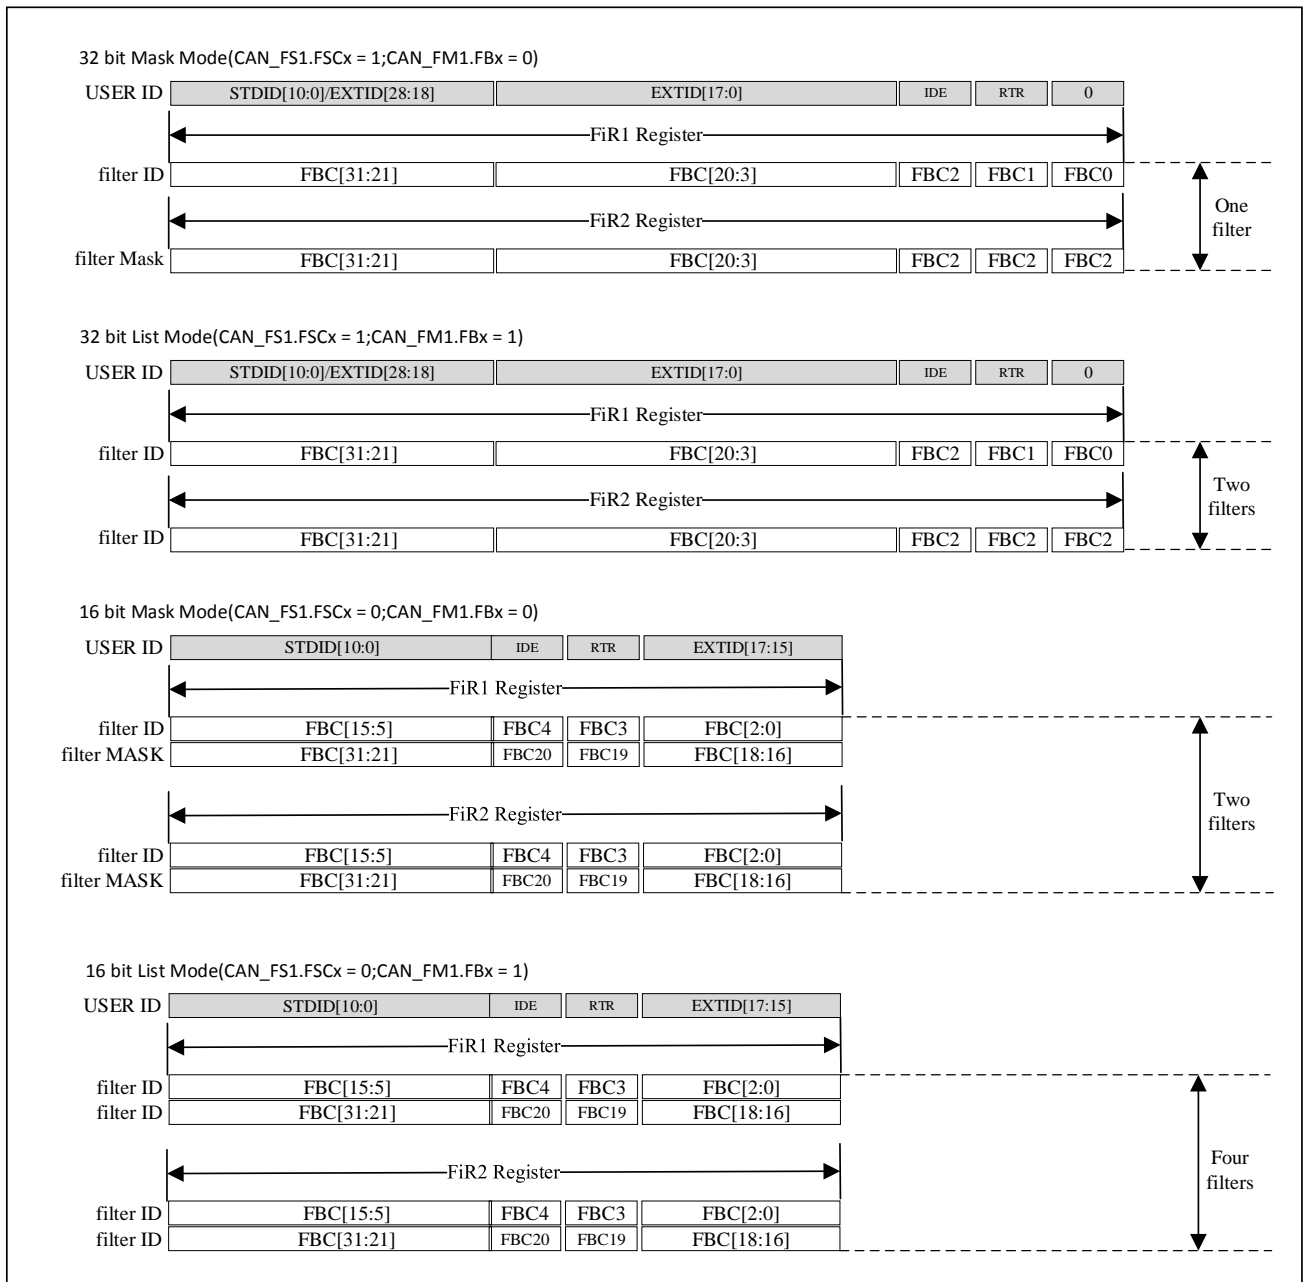 32 bit Mask Mode(CAN_FS1.FSCx = 1;CAN_FM1.FBx = 0)
USER ID STDID[10:0]/EXTID[28:18] EXTID[17:0] IDE RTR 0
FiR1 Register
filter ID FBC[31:21] FBC[20:3] FBC2 FBC1 FBC0
FiR2 Register
One
filter
filter Mask FBC[31:21] FBC[20:3] FBC2 FBC2 FBC2
32 bit List Mode(CAN_FS1.FSCx = 1;CAN_FM1.FBx = 1)
USER ID STDID[10:0]/EXTID[28:18] EXTID[17:0] IDE RTR 0
FiR1 Register
filter ID FBC[31:21] FBC[20:3] FBC2 FBC1 FBC0
FiR2 Register
Two
filters
filter ID FBC[31:21] FBC[20:3] FBC2 FBC2 FBC2
16 bit Mask Mode(CAN_FS1.FSCx = 0;CAN_FM1.FBx = 0)
USER ID STDID[10:0] IDE RTR EXTID[17:15]
FiR1 Register
filter ID FBC[15:5] FBC4 FBC3 FBC[2:0]
filter MASK FBC[31:21] FBC20 FBC19 FBC[18:16]
FiR2 Register
Two
filters
filter ID FBC[15:5] FBC4 FBC3 FBC[2:0]
filter MASK FBC[31:21] FBC20 FBC19 FBC[18:16]
16 bit List Mode(CAN_FS1.FSCx = 0;CAN_FM1.FBx = 1)
USER ID STDID[10:0] IDE RTR EXTID[17:15]
FiR1 Register
filter ID FBC[15:5] FBC4 FBC3 FBC[2:0]
filter ID FBC[31:21] FBC20 FBC19 FBC[18:16]
FiR2 Register
Four
filters
filter ID FBC[15:5] FBC4 FBC3 FBC[2:0]
filter ID FBC[31:21] FBC20 FBC19 FBC[18:16]